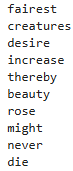 fairest
creatures
desire
increase
thereby
beauty
rose
might
never
die